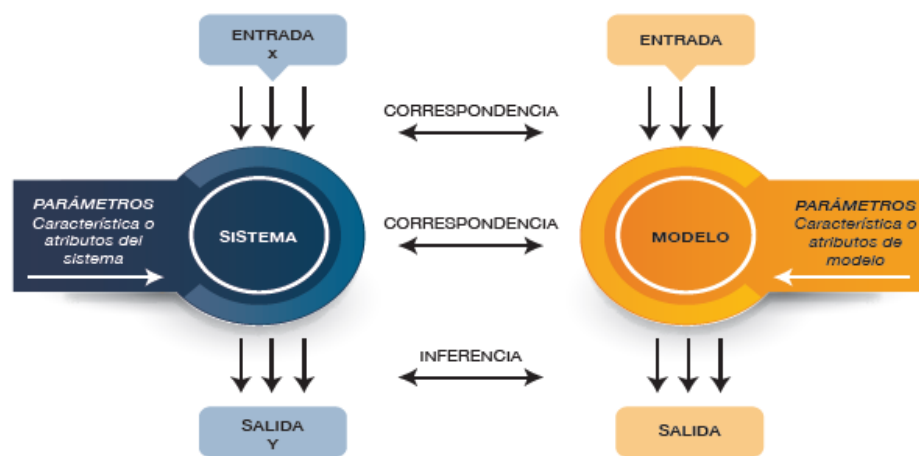 ENTRADA
X
ENTRADA
CORRESPONDENCIA
PARÁMETROS
Característica o
atributos del
sistema
SISTEMA
CORRESPONDENCIA
MODELO
PARÁMETROS
Característica o
atributos de
modelo
INFERENCIA
SALIDA
Y
SALIDA